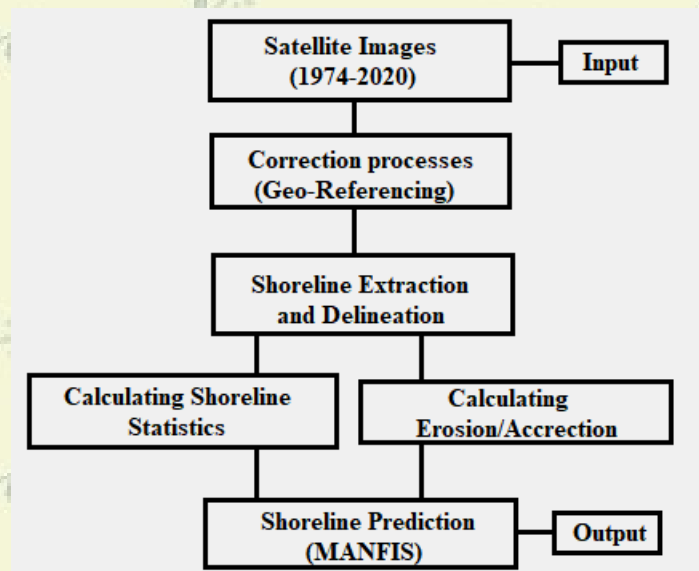 Satellite Images
(1974-2020)
Input
Correction processes
(Geo-Referencing)
Shoreline Extraction
and Delineation
Calculating Shoreline
Statistics
Calculating
Erosion/Accrection
Shoreline Prediction
(MANFIS)
Output